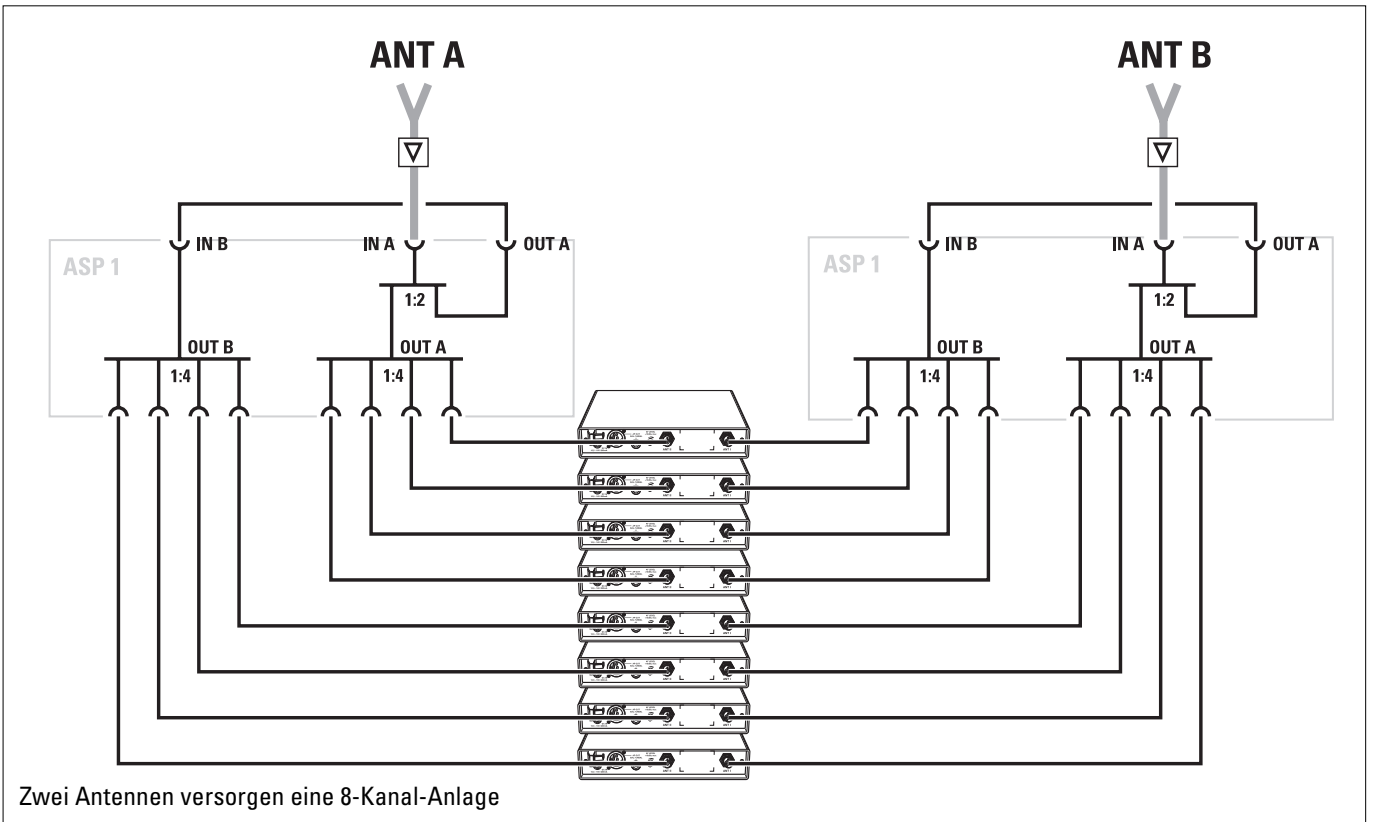 ANT A
ANT B
IN B
IN A
OUT A
IN B
IN A
OUT A
ASP 1
ASP 1
1:2
1:2
OUT B
OUT A
OUT B
OUT A
1:4
1:4
1:4
1:4
Zwei Antennen versorgen eine 8-Kanal-Anlage